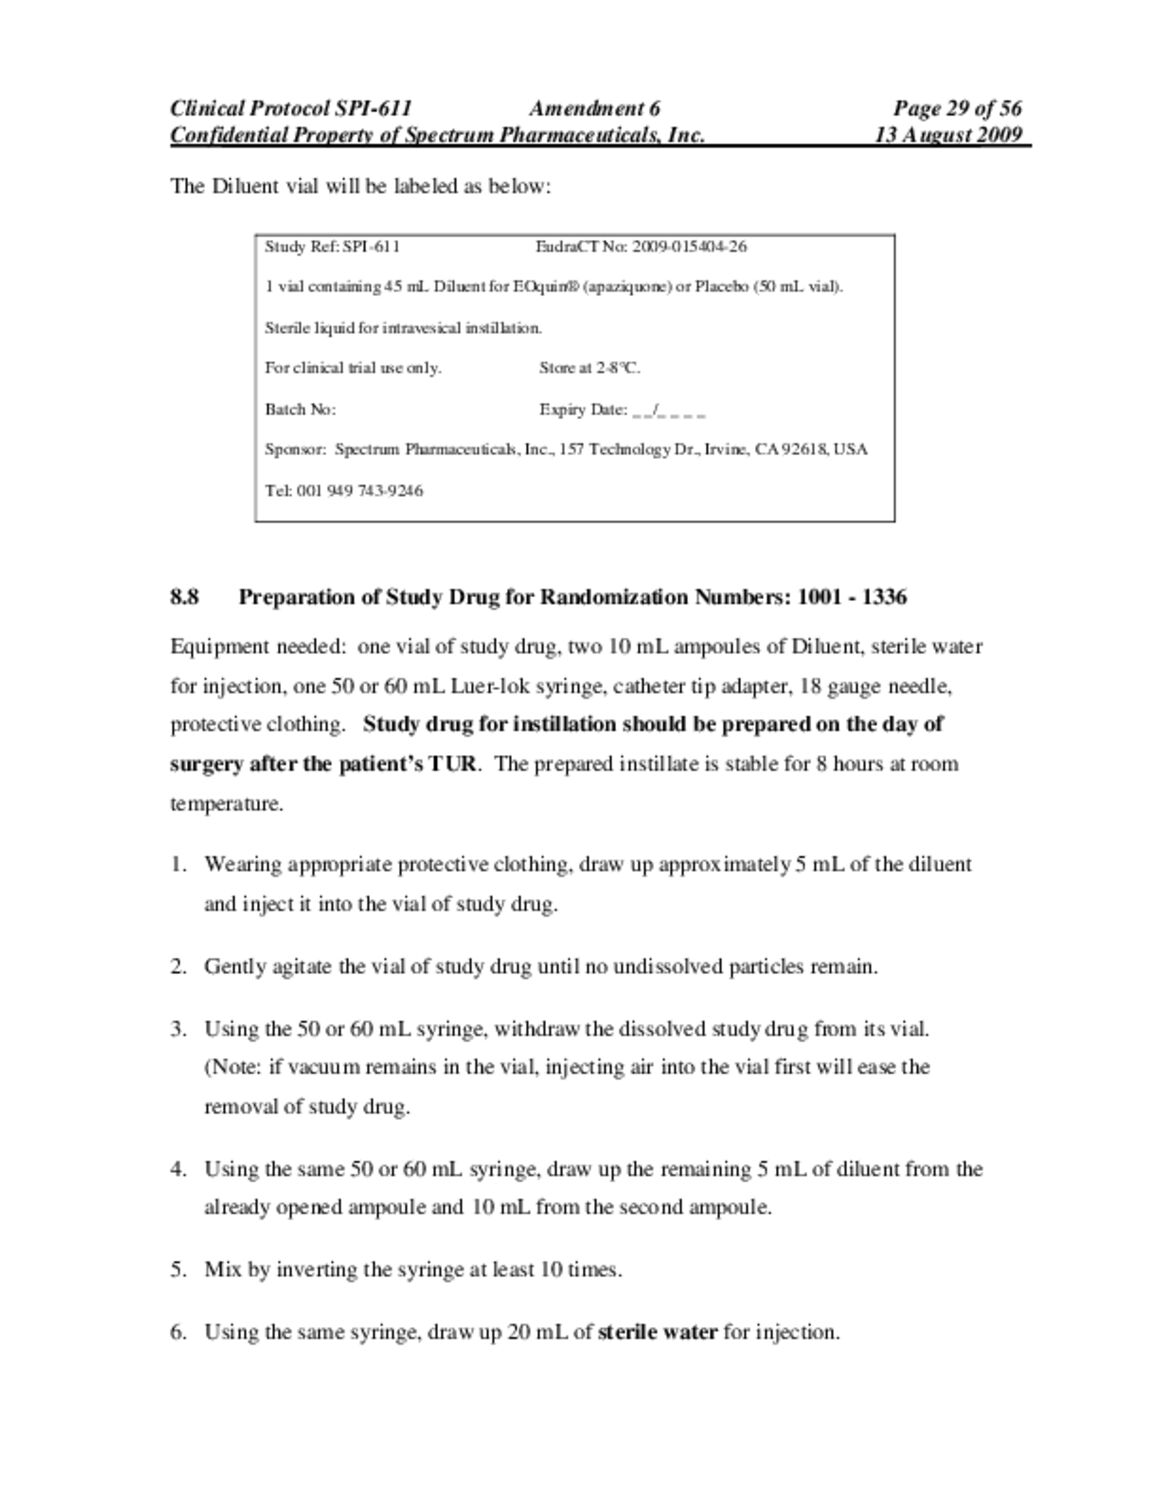 Clinical Protocol SPI-611 Amendment 6 Page 29 of 56
Confidential Property of Spectrum Pharmaceuticals, Inc. 13 August 2009
The Diluent vial will be labeled as below:
Study Ref: SPI-611 EudraCT No: 2009-015404-26
1 vial containing 45 mL Diluent for EOquin® (apaziquone) or Placebo (50 mL vial).
Sterile liquid for intravesical instillation.
For clinical trial use only. Store at 2-8°C.
Batch No: Expiry Date: _ _/_ _ _ _
Sponsor: Spectrum Pharmaceuticals, Inc., 157 Technology Dr., Irvine, CA 92618, USA
Tel: 001 949 743-9246
8.8 Preparation of Study Drug for Randomization Numbers: 1001 - 1336
Equipment needed: one vial of study drug, two 10 mL ampoules of Diluent, sterile water
for injection, one 50 or 60 mL Luer-lok syringe, catheter tip adapter, 18 gauge needle,
protective clothing. Study drug for instillation should be prepared on the day of
surgery after the patient's TUR. The prepared instillate is stable for 8 hours at room
temperature.
1. Wearing appropriate protective clothing, draw up approximately 5 mL of the diluent
and inject it into the vial of study drug.
2. Gently agitate the vial of study drug until no undissolved particles remain.
3. Using the 50 or 60 mL syringe, withdraw the dissolved study drug from its vial.
(Note: if vacuum remains in the vial, injecting air into the vial first will ease the
removal of study drug.
4. Using the same 50 or 60 mL syringe, draw up the remaining 5 mL of diluent from the
already opened ampoule and 10 mL from the second ampoule.
5. Mix by inverting the syringe at least 10 times.
6. Using the same syringe, draw up 20 mL of sterile water for injection.